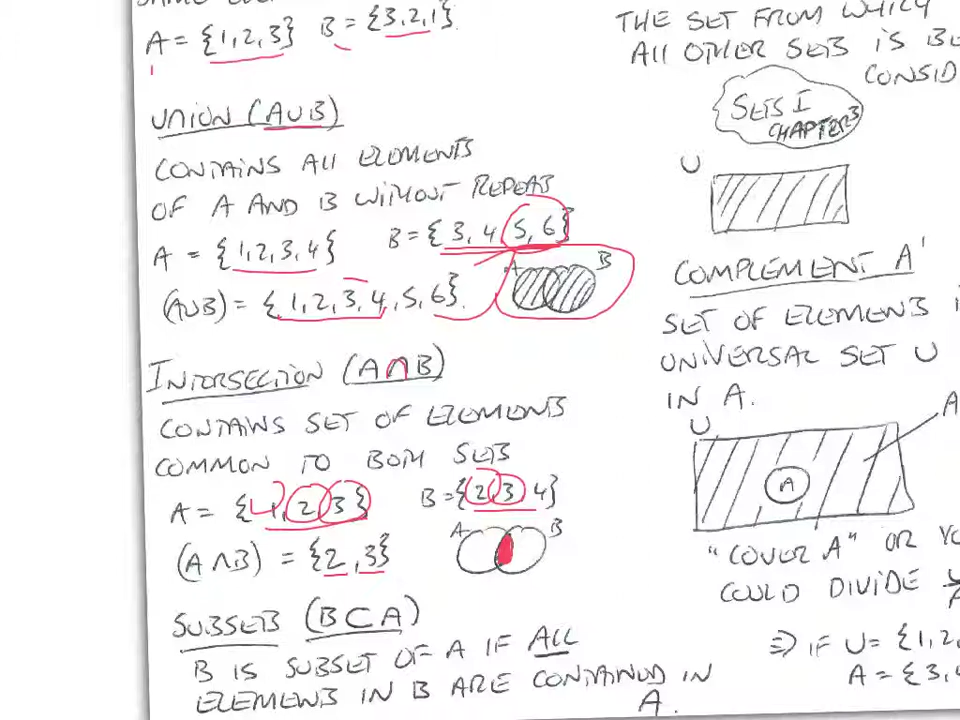 A = {1,2,3} B = {3,2,1}
UNION (A∪B)
CONTAINS ALL ELEMENTS
OF A AND B WITHOUT REPEAT
A = {1,2,3,4} B = {3,4 5,6}
(A∪B) = {1,2,3,4,5,6}.
A B
INTERSECTION (A∩B)
CONTAINS SET OF ELEMENTS
COMMON TO BOTH SETS
A = {1,2,3} B = {2,3 4}
(A∩B) = {2,3}
A B
SUBSETS (B⊂A)
B IS SUBSET OF A IF ALL
ELEMENTS IN B ARE CONTAINED IN
A.
THE SET FROM WHICH
ALL OTHER SETS IS
SETS I
CHAPTER 3
U
COMPLEMENT A'
SET OF ELEMENTS
UNIVERSAL SET U
IN A.
U
A
A
"COVER A" OR
COULD DIVIDE
⇒ IF U = {1,2,
A = {3,4